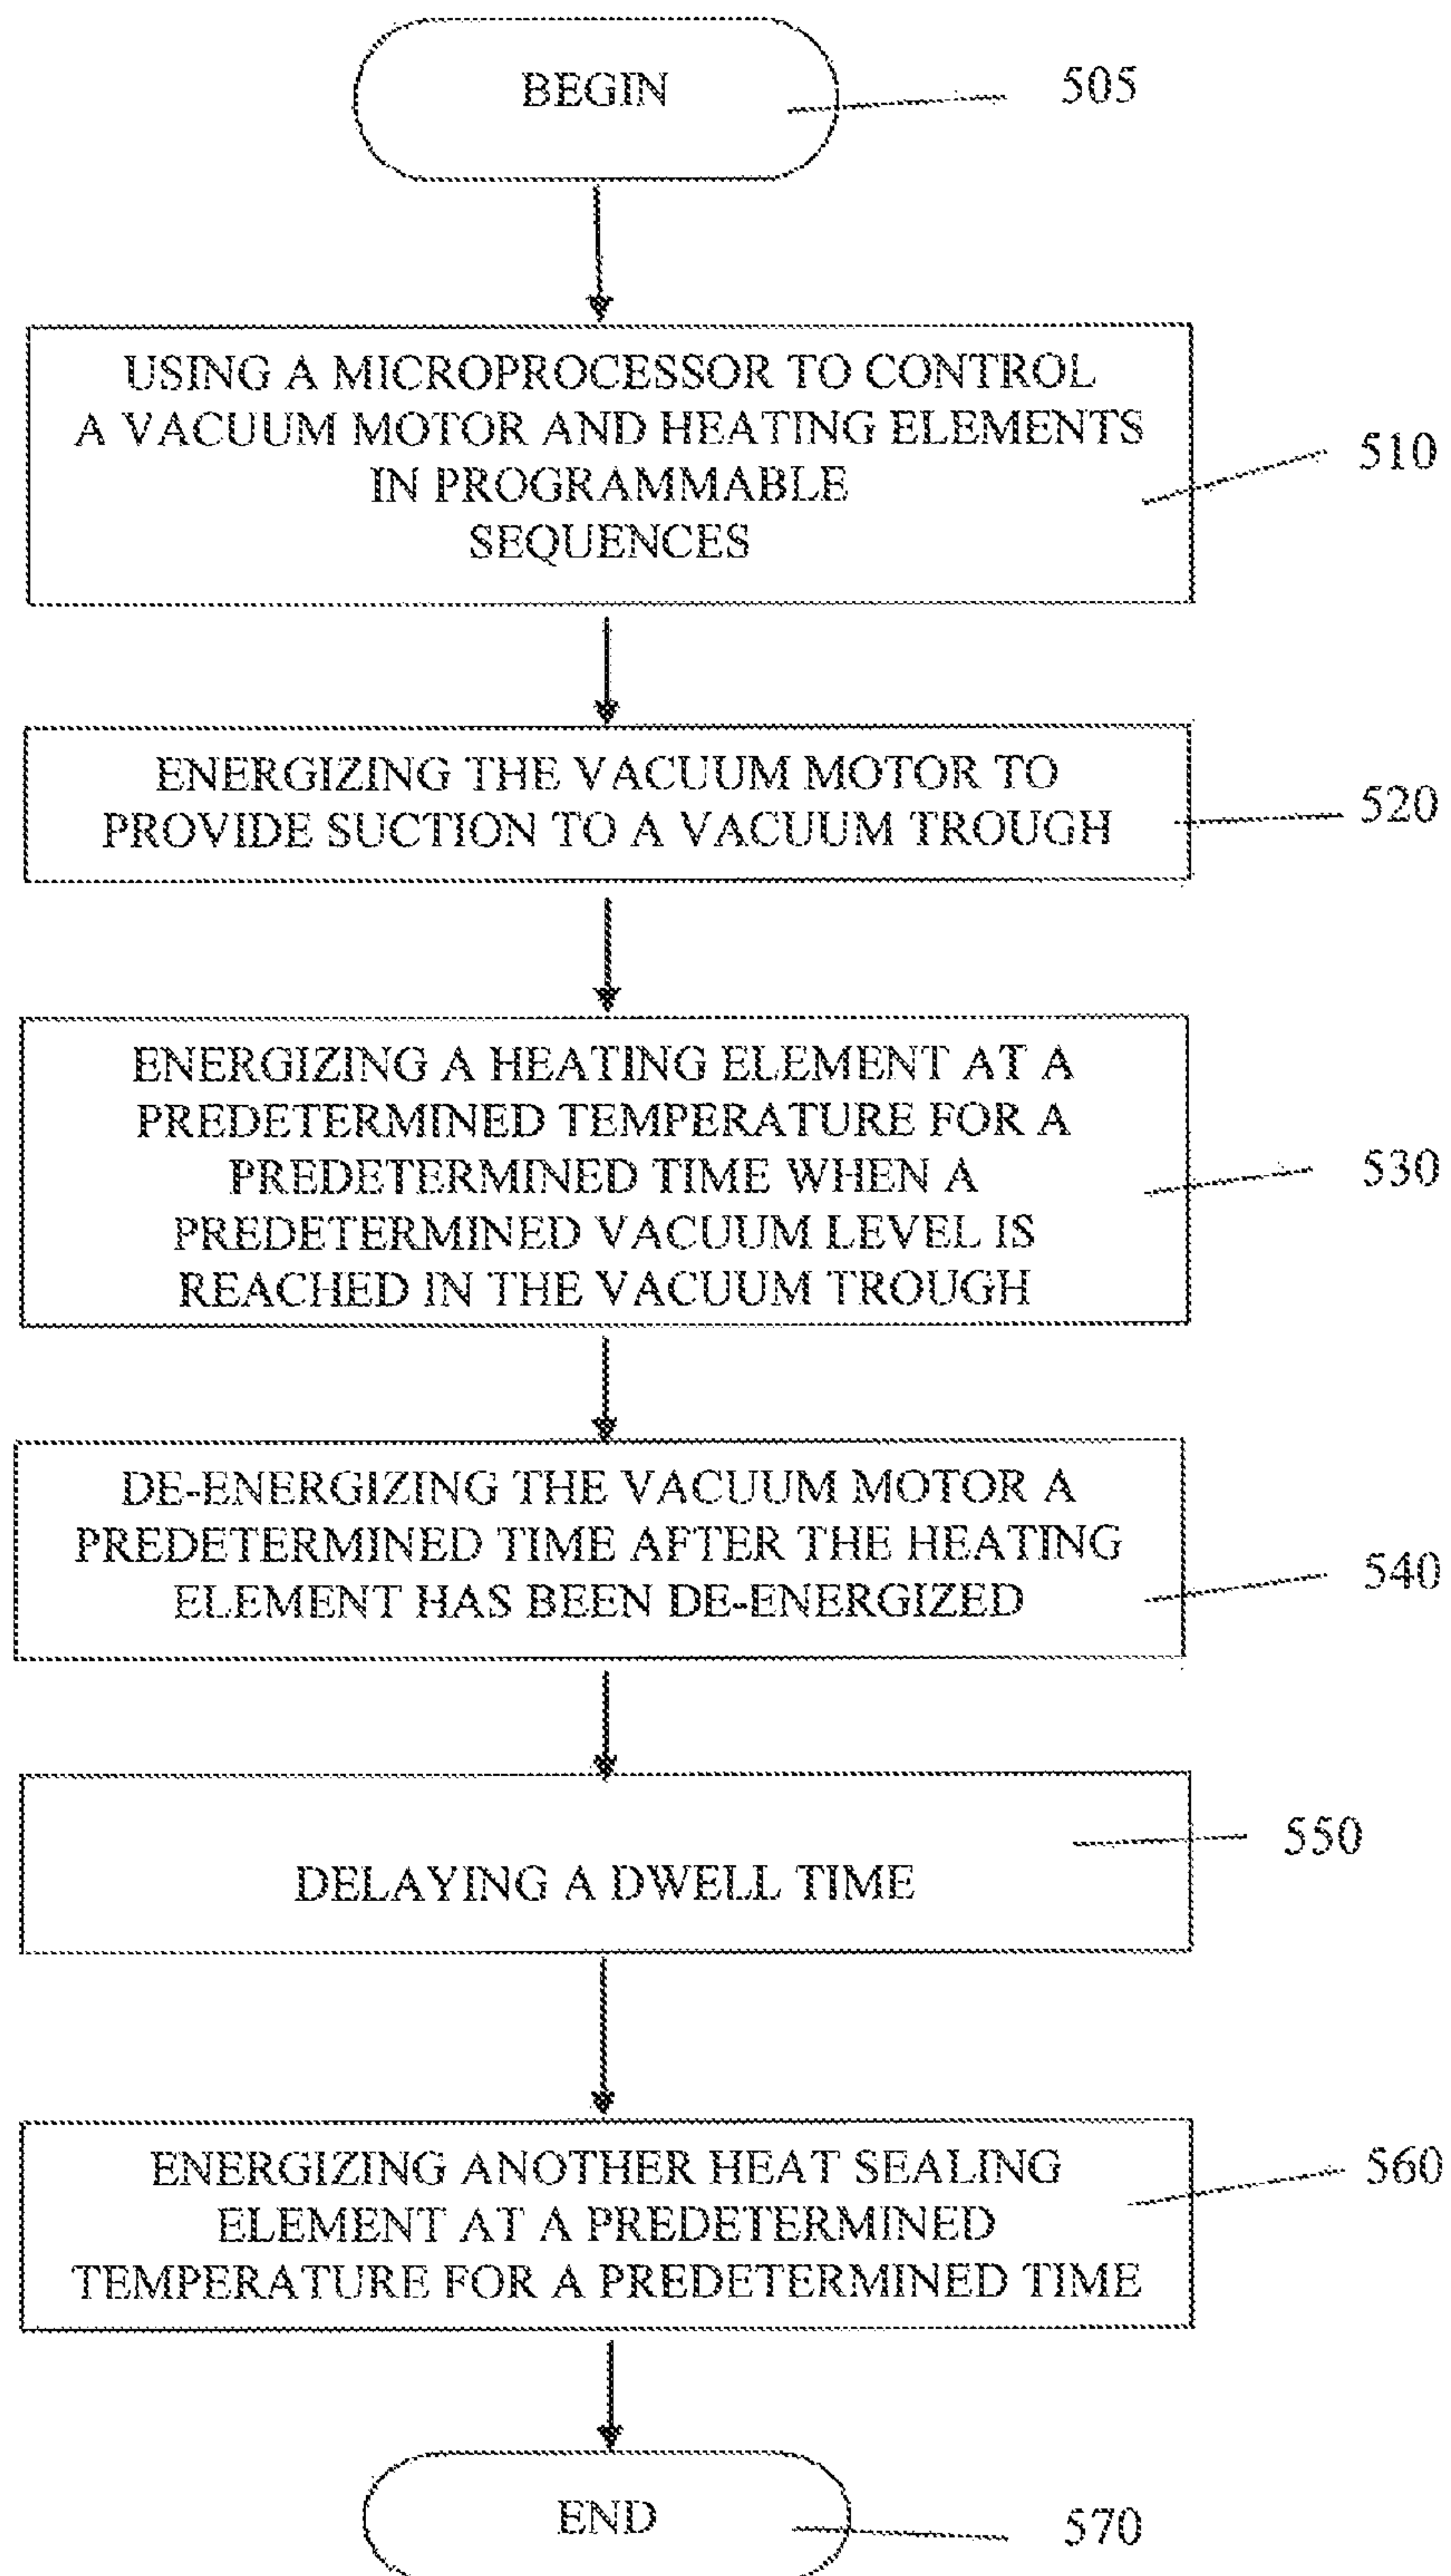 BEGIN
505
USING A MICROPROCESSOR TO CONTROL
A VACUUM MOTOR AND HEATING ELEMENTS
IN PROGRAMMABLE
SEQUENCES
510
ENERGIZING THE VACUUM MOTOR TO
PROVIDE SUCTION TO A VACUUM TROUGH
520
ENERGIZING A HEATING ELEMENT AT A
PREDETERMINED TEMPERATURE FOR A
PREDETERMINED TIME WHEN A
PREDETERMINED VACUUM LEVEL IS
REACHED IN THE VACUUM TROUGH
530
DE-ENERGIZING THE VACUUM MOTOR A
PREDETERMINED TIME AFTER THE HEATING
ELEMENT HAS BEEN DE-ENERGIZED
540
DELAYING A DWELL TIME
550
ENERGIZING ANOTHER HEAT SEALING
ELEMENT AT A PREDETERMINED
TEMPERATURE FOR A PREDETERMINED TIME
560
END
570